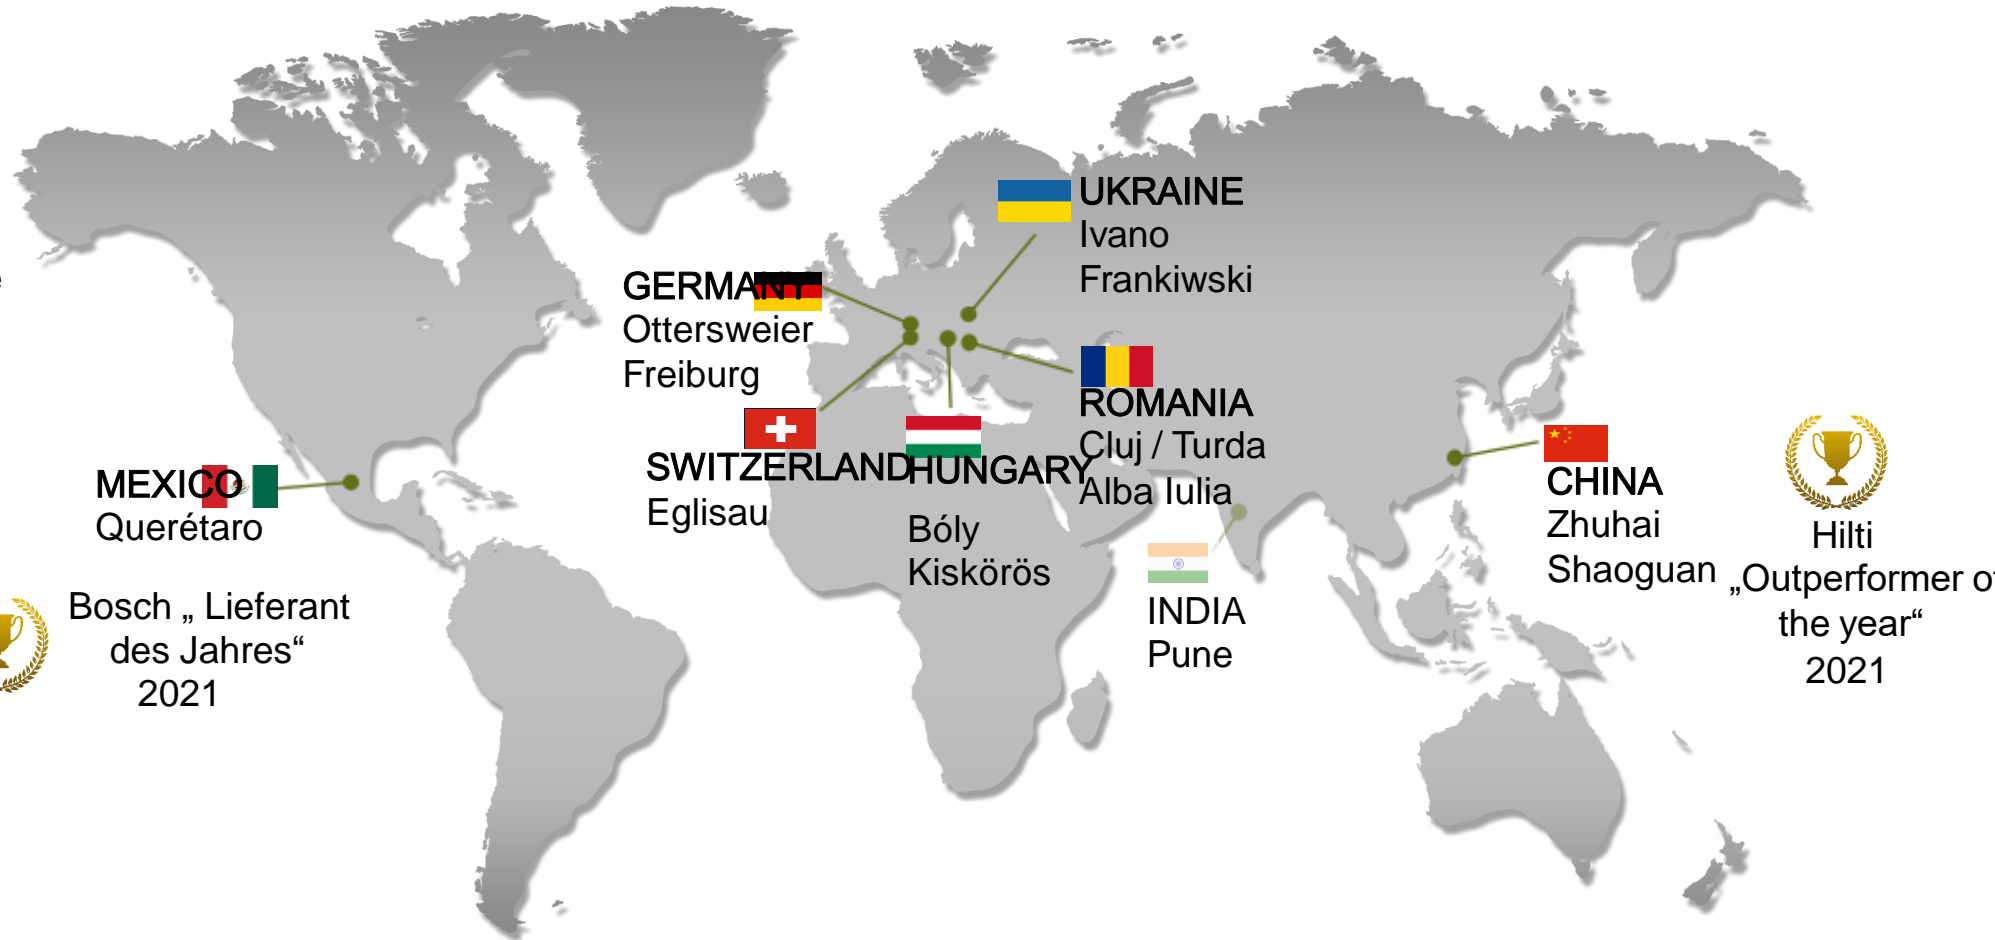 UKRAINE
Ivano
Frankiwski
GERMANY
Ottersweier
Freiburg
ROMANIA
Cluj / Turda
Alba Iulia
SWITZERLAND
Eglisau
HUNGARY
Bóly
Kiskörös
MEXICO
Querétaro
CHINA
Zhuhai
Shaoguan
INDIA
Pune
Bosch „ Lieferant
des Jahres“
2021
Hilti
„Outperformer of
the year“
2021